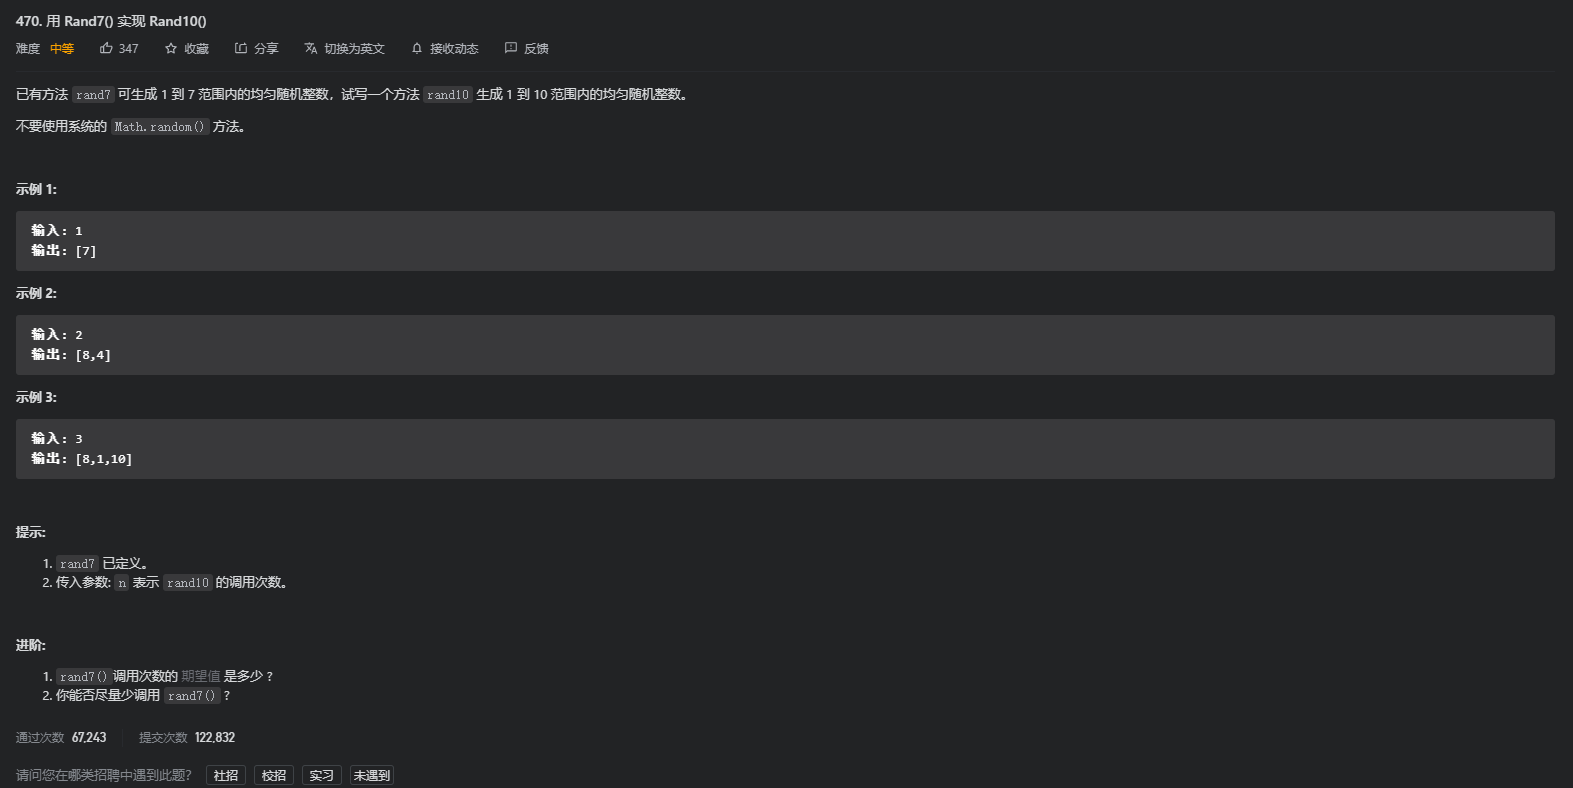 470. 用 Rand7() 实现 Rand10()
难度 中等 347 收藏 分享 切换为英文 接收动态 反馈
已有方法 rand7 可生成 1 到 7 范围内的均匀随机整数，试写一个方法 rand10 生成 1 到 10 范围内的均匀随机整数。
不要使用系统的 Math.random() 方法。
示例 1:
输入: 1
输出: [7]
示例 2:
输入: 2
输出: [8,4]
示例 3:
输入: 3
输出: [8,1,10]
提示:
1. rand7 已定义。
2. 传入参数: n 表示 rand10 的调用次数。
进阶:
1. rand7() 调用次数的 期望值 是多少 ?
2. 你能否尽量少调用 rand7() ?
通过次数 67,243 提交次数 122,832
请问您在哪类招聘中遇到此题? 社招 校招 实习 未遇到